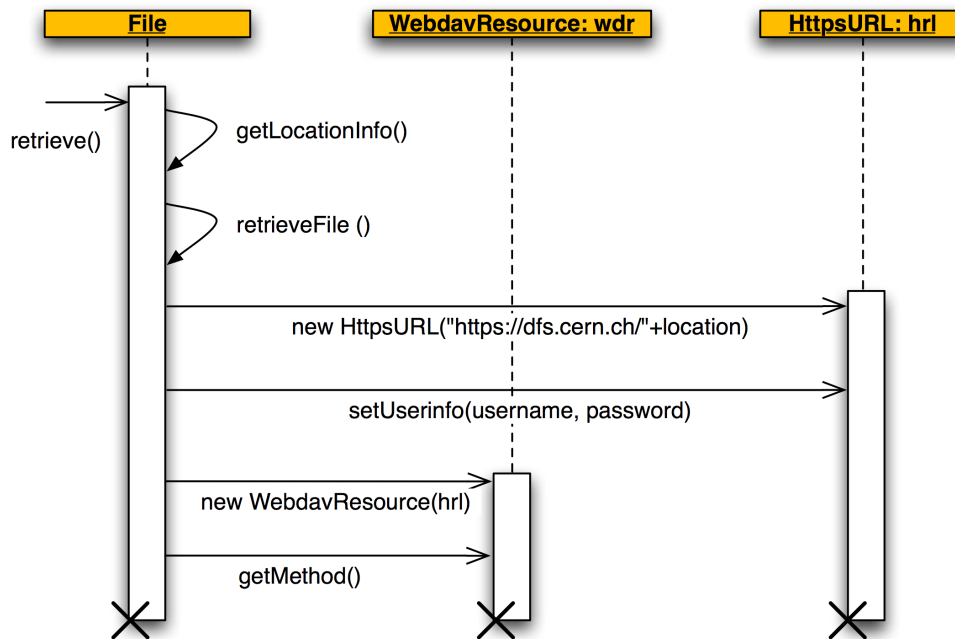 File
WebdavResource: wdr
HttpsURL: hrl
retrieve()
getLocationInfo()
retrieveFile ()
new HttpsURL("https://dfs.cern.ch/"+location)
setUserinfo(username, password)
new WebdavResource(hrl)
getMethod()